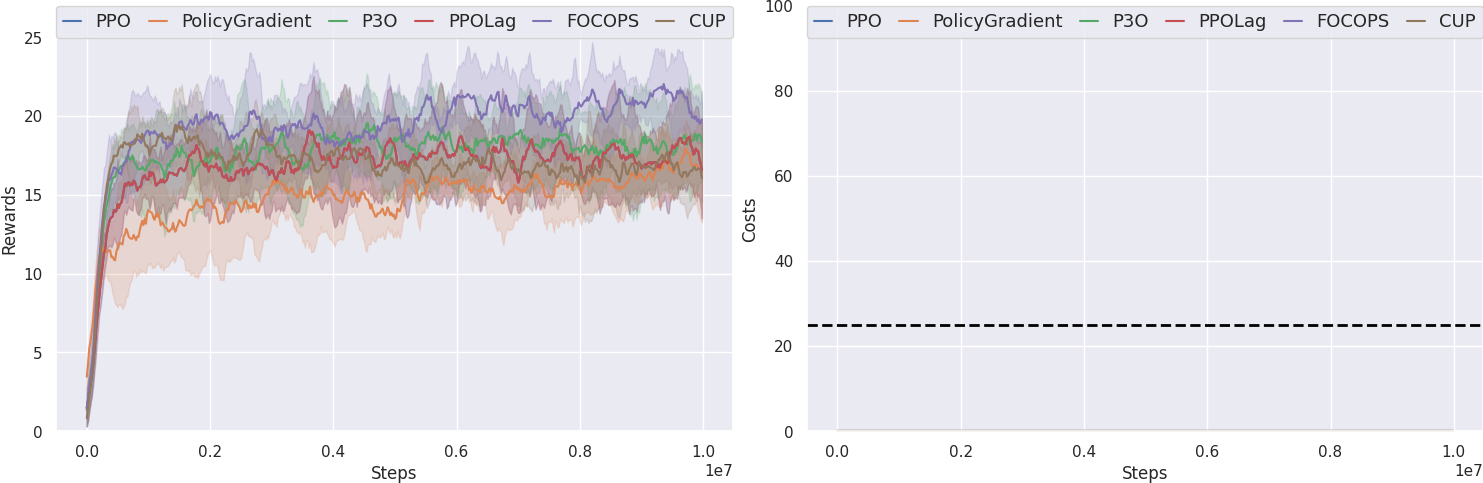 PPO PolicyGradient P3O PPOLag FOCOPS CUP
25
20
15
10
5
0
Rewards
0.0 0.2 0.4 0.6 0.8 1.0
1e7
Steps
PPO PolicyGradient P3O PPOLag FOCOPS CUP
100
80
60
40
20
0
Costs
0.0 0.2 0.4 0.6 0.8 1.0
1e7
Steps